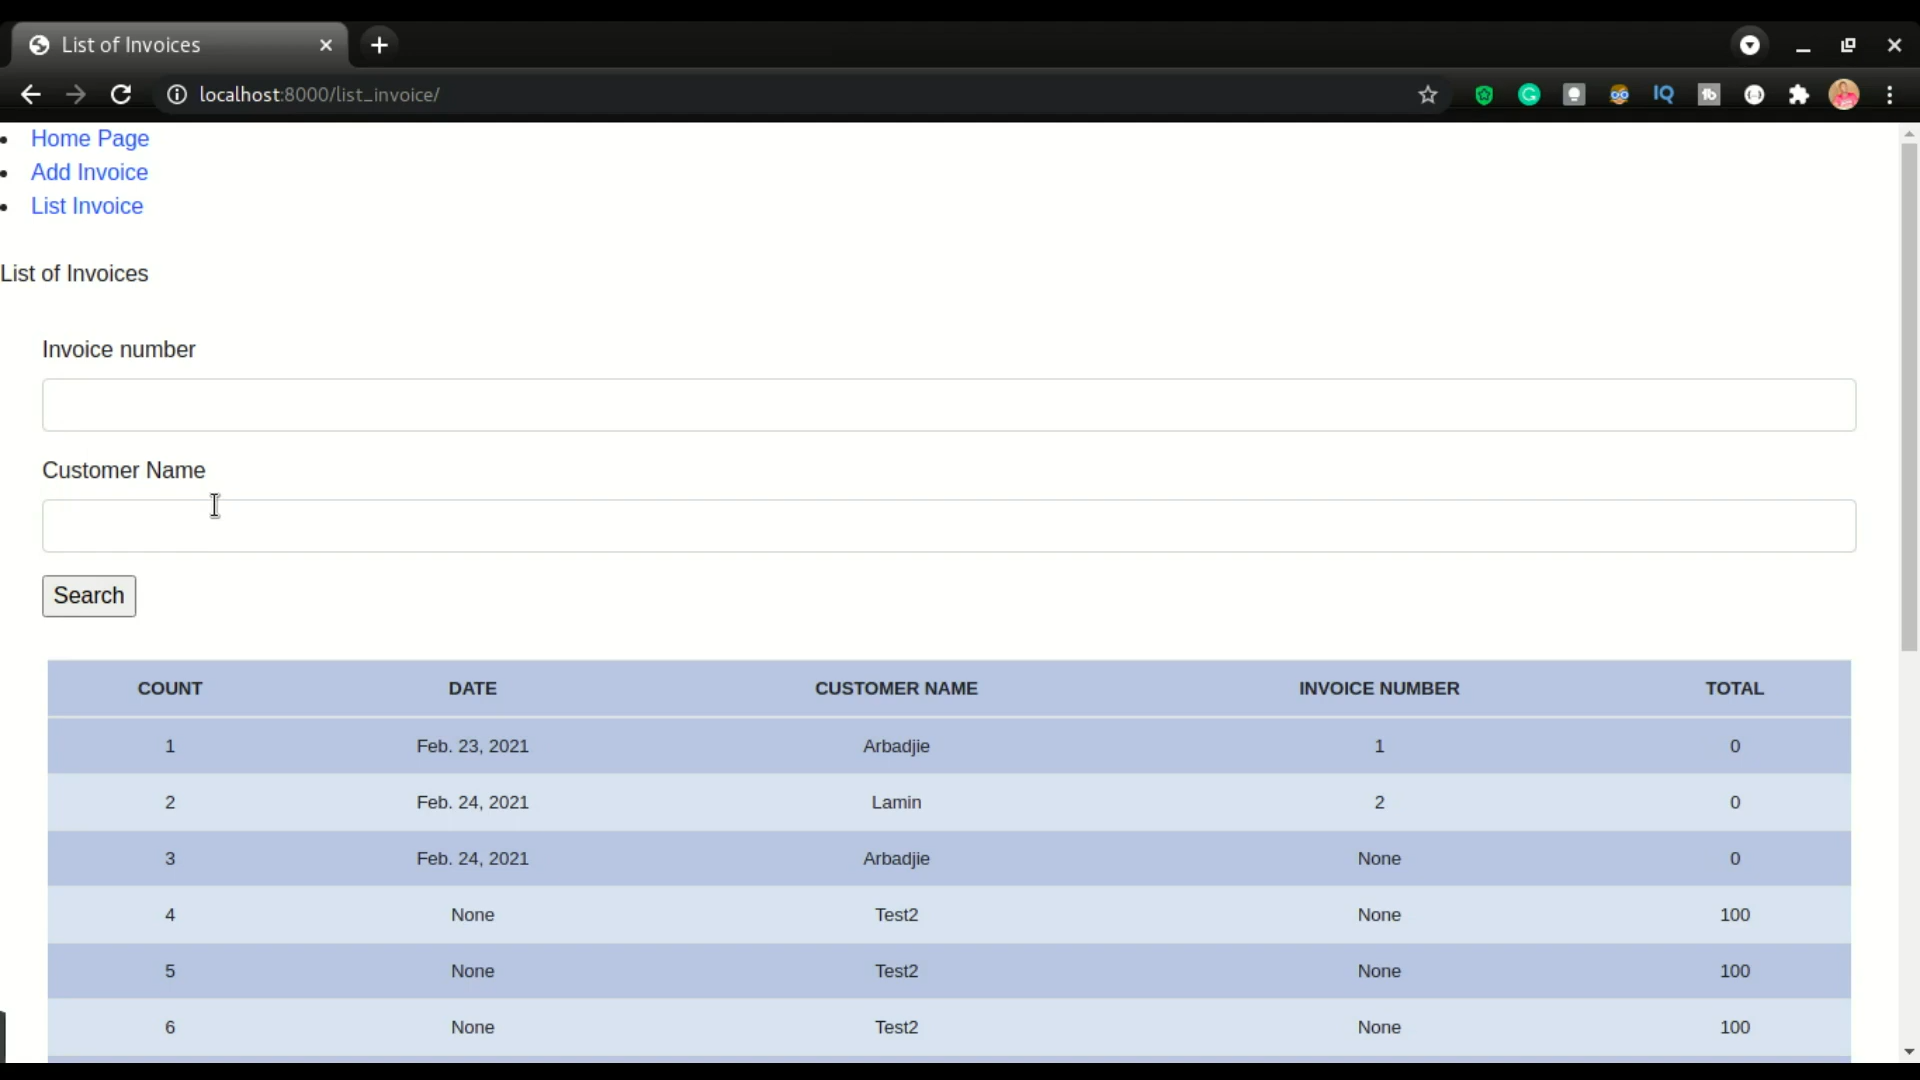 List of Invoices
localhost:8000/list_invoice/
IQ
Home Page
Add Invoice
List Invoice
List of Invoices
Invoice number
Customer Name
Search
COUNT DATE CUSTOMER NAME INVOICE NUMBER TOTAL
1 Feb. 23, 2021 Arbadjie 1 0
2 Feb. 24, 2021 Lamin 2 0
3 Feb. 24, 2021 Arbadjie None 0
4 None Test2 None 100
5 None Test2 None 100
6 None Test2 None 100